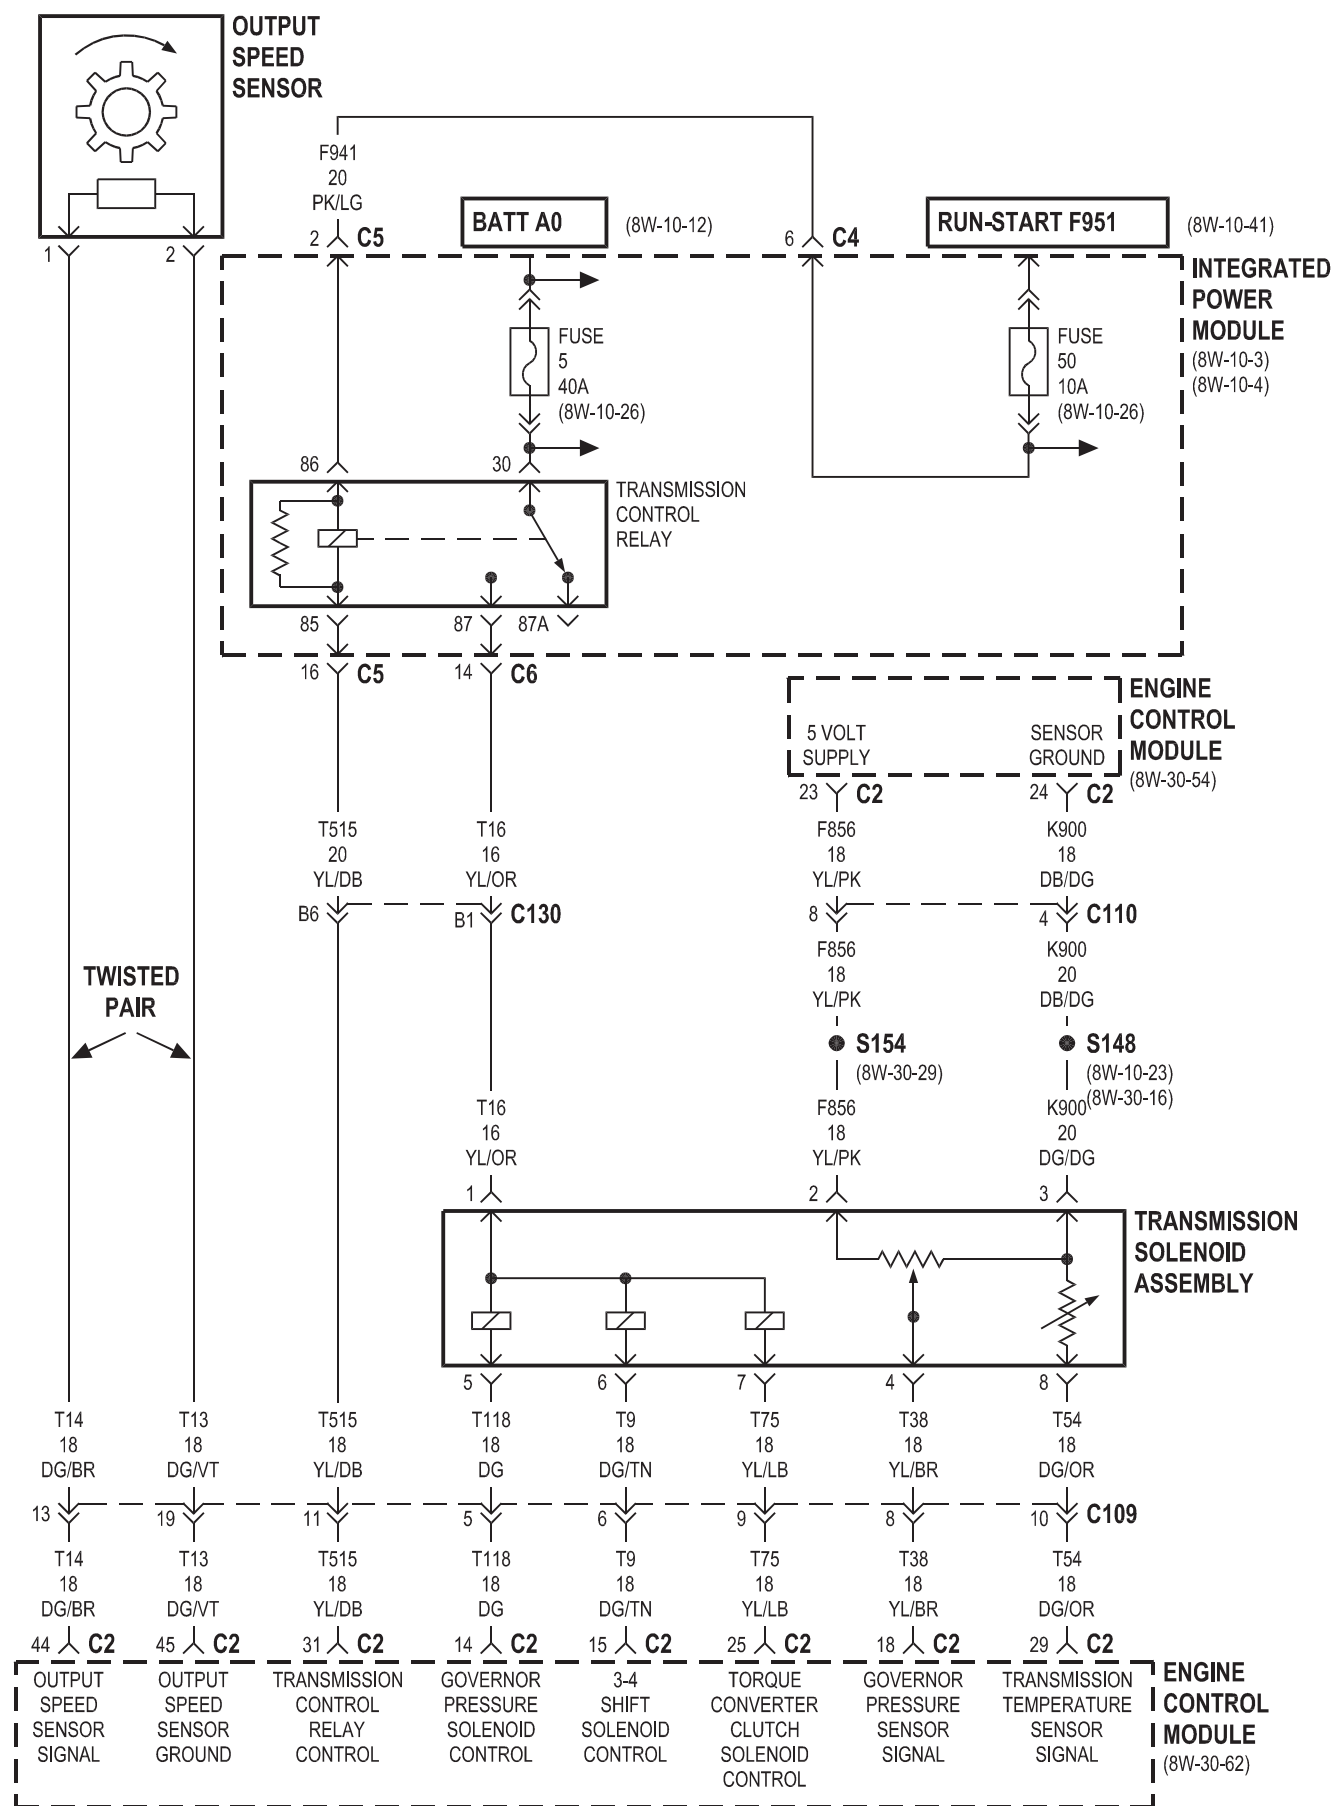 OUTPUT
SPEED
SENSOR
F941
20
PK/LG
BATT A0
(8W-10-12)
RUN-START F951
(8W-10-41)
1
2
2
C5
6
C4
INTEGRATED
POWER
MODULE
(8W-10-3)
(8W-10-4)
FUSE
5
40A
(8W-10-26)
FUSE
50
10A
(8W-10-26)
86
30
TRANSMISSION
CONTROL
RELAY
85
87
87A
16
C5
14
C6
ENGINE
CONTROL
MODULE
(8W-30-54)
5 VOLT
SUPPLY
SENSOR
GROUND
23
C2
24
C2
T515
20
YL/DB
T16
16
YL/OR
F856
18
YL/PK
K900
18
DB/DG
B6
B1
C130
8
4
C110
F856
18
YL/PK
K900
20
DB/DG
TWISTED
PAIR
S154
(8W-30-29)
S148
(8W-10-23)
(8W-30-16)
T16
16
YL/OR
F856
18
YL/PK
K900
20
DG/DG
1
2
3
TRANSMISSION
SOLENOID
ASSEMBLY
5
6
7
4
8
T14
18
DG/BR
T13
18
DG/VT
T515
18
YL/DB
T118
18
DG
T9
18
DG/TN
T75
18
YL/LB
T38
18
YL/BR
T54
18
DG/OR
13
19
11
5
6
9
8
10
C109
T14
18
DG/BR
T13
18
DG/VT
T515
18
YL/DB
T118
18
DG
T9
18
DG/TN
T75
18
YL/LB
T38
18
YL/BR
T54
18
DG/OR
44
C2
45
C2
31
C2
14
C2
15
C2
25
C2
18
C2
29
C2
OUTPUT
SPEED
SENSOR
SIGNAL
OUTPUT
SPEED
SENSOR
GROUND
TRANSMISSION
CONTROL
RELAY
CONTROL
GOVERNOR
PRESSURE
SOLENOID
CONTROL
3-4
SHIFT
SOLENOID
CONTROL
TORQUE
CONVERTER
CLUTCH
SOLENOID
CONTROL
GOVERNOR
PRESSURE
SENSOR
SIGNAL
TRANSMISSION
TEMPERATURE
SENSOR
SIGNAL
ENGINE
CONTROL
MODULE
(8W-30-62)